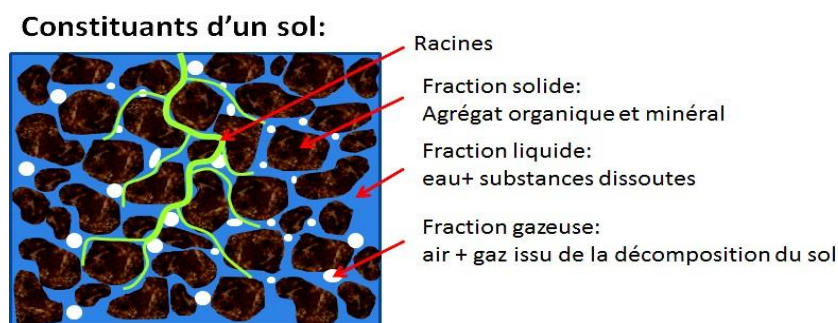 Constituants d'un sol:
Racines
Fraction solide:
Agrégat organique et minéral
Fraction liquide:
eau+ substances dissoutes
Fraction gazeuse:
air + gaz issu de la décomposition du sol